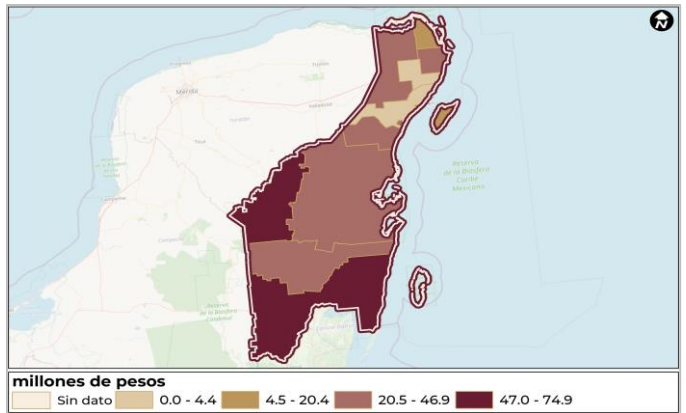 N
Mérida
Reserva
de la Biosfera
Caribe
Mexicano
Campeche
Reserva
de la Biosfera
Calakmul
millones de pesos
Sin dato 0.0 - 4.4 4.5 - 20.4 20.5 - 46.9 47.0 - 74.9